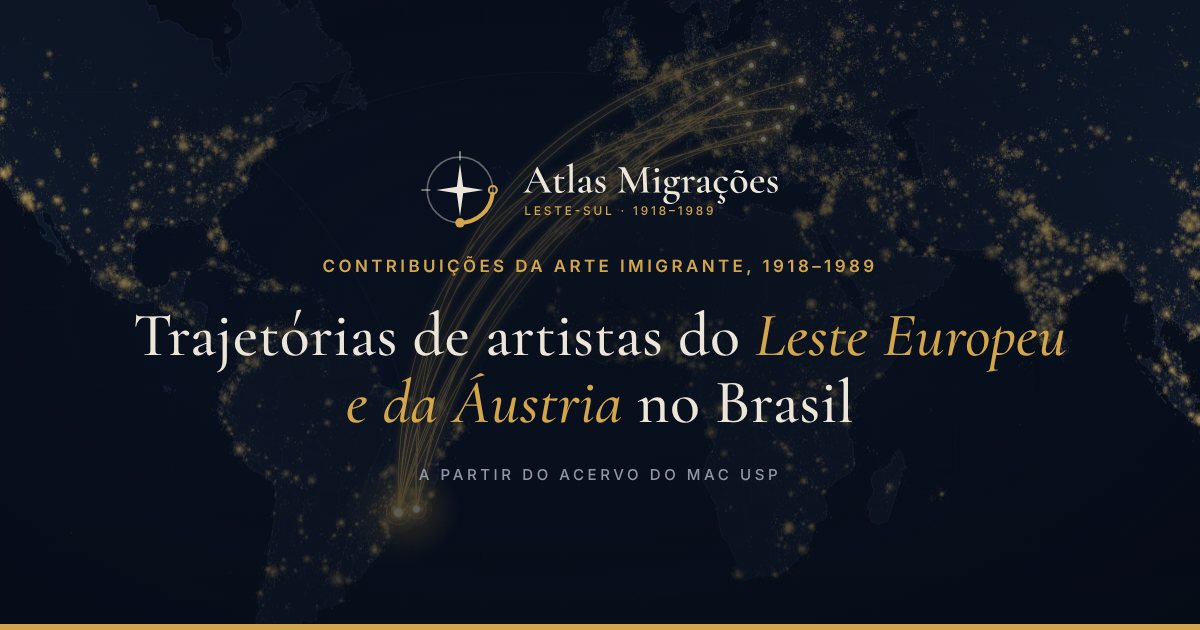 Atlas Migrações
LESTE-SUL · 1918–1989
CONTRIBUIÇÕES DA ARTE IMIGRANTE, 1918–1989
Trajetórias de artistas do Leste Europeu
e da Áustria no Brasil
A PARTIR DO ACERVO DO MAC USP